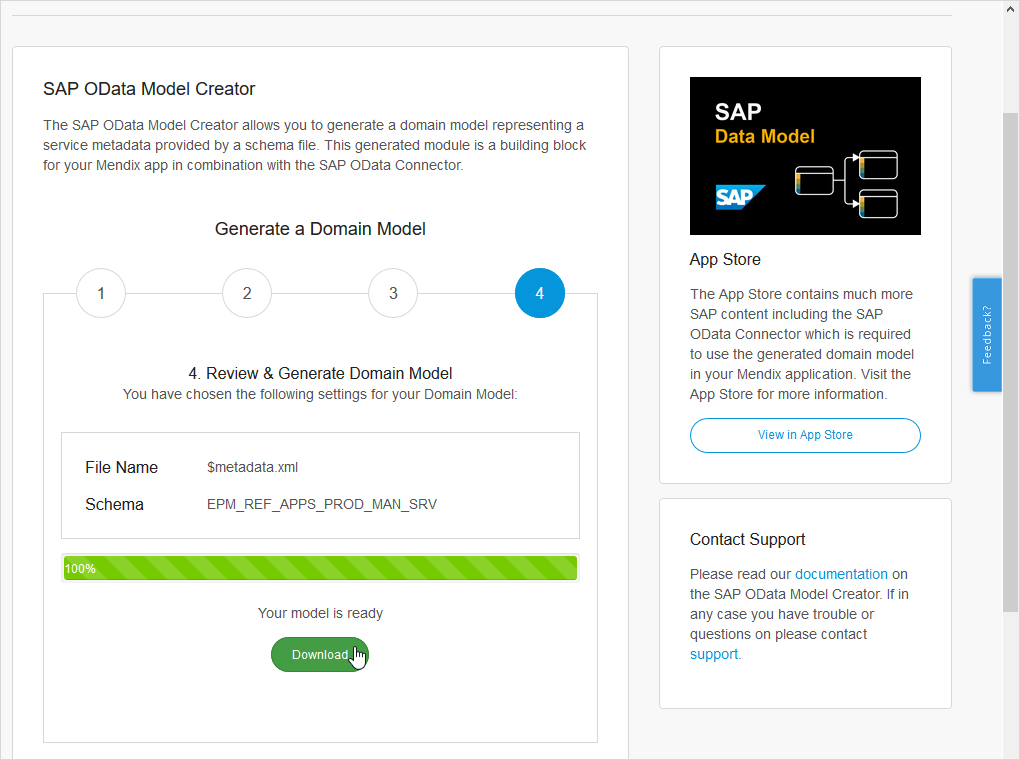 SAP OData Model Creator
The SAP OData Model Creator allows you to generate a domain model representing a
service metadata provided by a schema file. This generated module is a building block
for your Mendix app in combination with the SAP OData Connector.
Generate a Domain Model
1 2 3 4
4. Review & Generate Domain Model
You have chosen the following settings for your Domain Model:
File Name $metadata.xml
Schema EPM_REF_APPS_PROD_MAN_SRV
100%
Your model is ready
Download
SAP
Data Model
SAP
App Store
The App Store contains much more
SAP content including the SAP
OData Connector which is required
to use the generated domain model
in your Mendix application. Visit the
App Store for more information.
View in App Store
Contact Support
Please read our documentation on
the SAP OData Model Creator. If in
any case you have trouble or
questions on please contact
support.
Feedback?